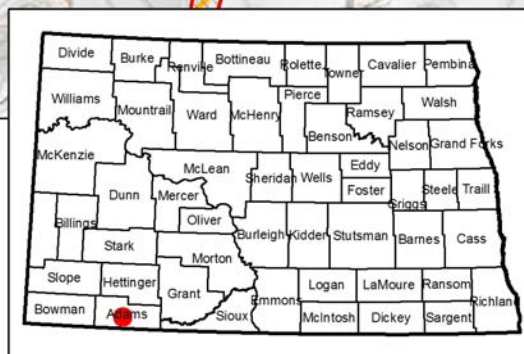 Divide Burke Renville Bottineau Rolette Towner Cavalier Pembina
Williams Mountrail Ward McHenry Pierce Ramsey Walsh
Benson Nelson Grand Forks
McKenzie McLean Sheridan Wells Eddy
Foster Griggs Steele Traill
Dunn Mercer Oliver
Billings Burleigh Kidder Stutsman Barnes Cass
Stark Morton
Slope Hettinger Grant Logan LaMoure Ransom Richland
Bowman Adams Sioux Emmons McIntosh Dickey Sargent